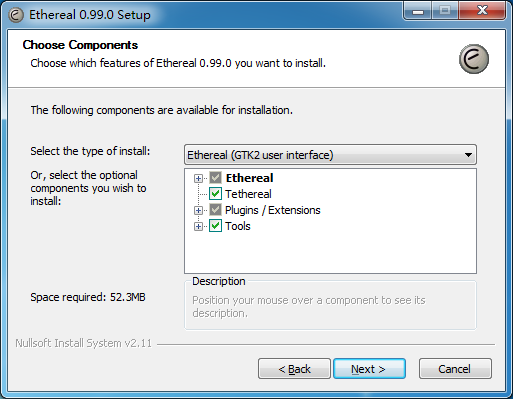 Ethereal 0.99.0 Setup
Choose Components
Choose which features of Ethereal 0.99.0 you want to install.
The following components are available for installation.
Select the type of install:
Ethereal (GTK2 user interface)
Or, select the optional
components you wish to
install:
Ethereal
Tethereal
Plugins / Extensions
Tools
Space required: 52.3MB
Description
Position your mouse over a component to see its
description.
Nullsoft Install System v2.11
< Back
Next >
Cancel